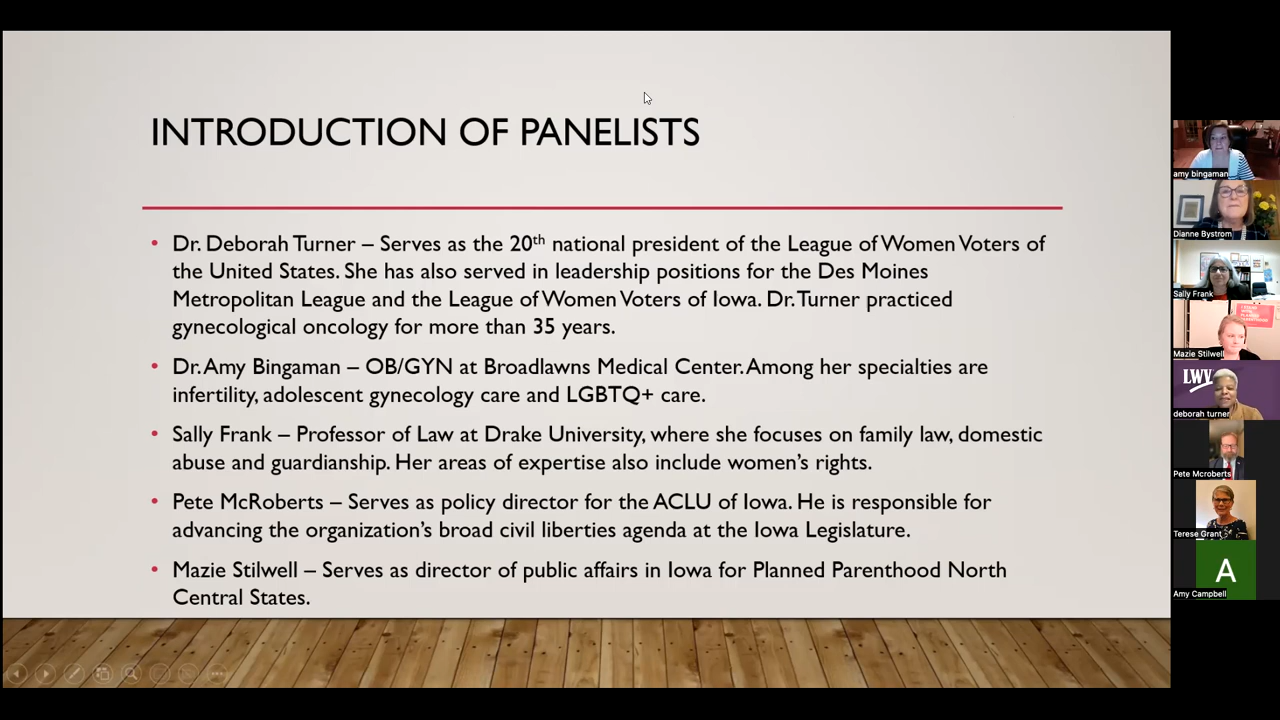 INTRODUCTION OF PANELISTS
• Dr. Deborah Turner – Serves as the 20th national president of the League of Women Voters of
the United States. She has also served in leadership positions for the Des Moines
Metropolitan League and the League of Women Voters of Iowa. Dr. Turner practiced
gynecological oncology for more than 35 years.
• Dr. Amy Bingaman – OB/GYN at Broadlawns Medical Center. Among her specialties are
infertility, adolescent gynecology care and LGBTQ+ care.
• Sally Frank – Professor of Law at Drake University, where she focuses on family law, domestic
abuse and guardianship. Her areas of expertise also include women’s rights.
• Pete McRoberts – Serves as policy director for the ACLU of Iowa. He is responsible for
advancing the organization’s broad civil liberties agenda at the Iowa Legislature.
• Mazie Stilwell – Serves as director of public affairs in Iowa for Planned Parenthood North
Central States.
amy bingaman
Dianne Bystrom
Sally Frank
Mazie Stilwell
LWV
deborah turner
Pete Mcroberts
Terese Grant
A
Amy Campbell